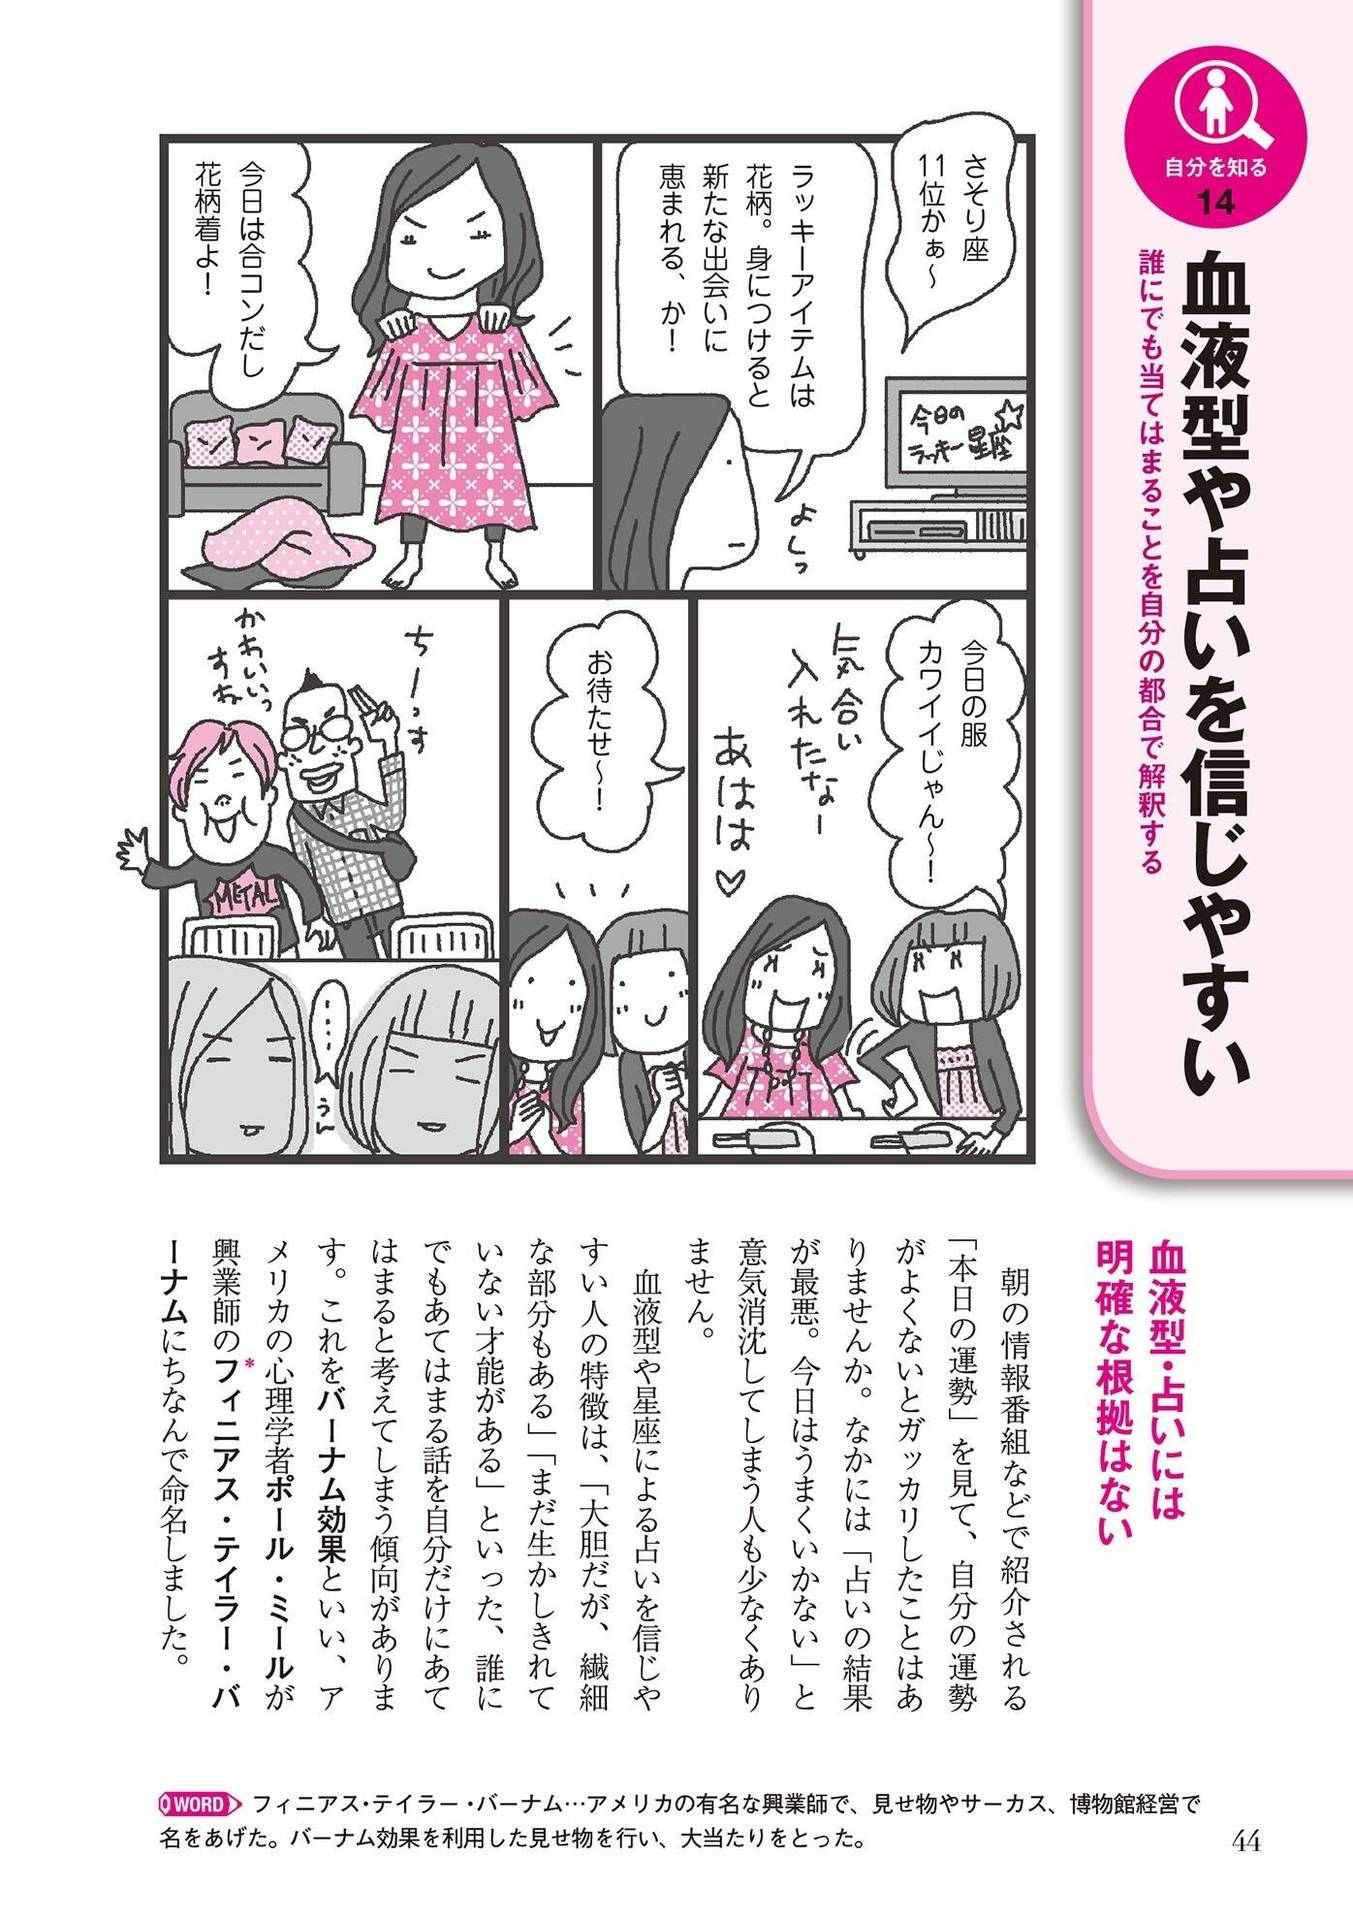 自分を知る
14
血液型や占いを信じやすい
誰にでも当てはまることを自分の都合で解釈する
さそり座
11位かぁ～
今日の
ラッキー星座
ラッキーアイテムは
花柄。身につけると
新たな出会いに
恵まれる、か！
よしっ
今日は合コンだし
花柄着よ！
今日の服
カワイイじゃん～！
気合い
入れたなー
あはは♡
お待たせ～！
ちーっす
かわいいっ
すね
METAL
……
うん
血液型・占いには
明確な根拠はない
朝の情報番組などで紹介される
「本日の運勢」を見て、自分の運勢
がよくないとガッカリしたことはあ
りませんか。なかには「占いの結果
が最悪。今日はうまくいかない」と
意気消沈してしまう人も少なくあり
ません。
血液型や星座による占いを信じや
すい人の特徴は、「大胆だが、繊細
な部分もある」「まだ生かしきれて
いない才能がある」といった、誰に
でもあてはまる話を自分だけにあて
はまると考えてしまう傾向がありま
す。これをバーナム効果といい、ア
メリカの心理学者ポール・ミールが
興業師のフィニアス・テイラー・バ
ーナム*にちなんで命名しました。
WORD フィニアス・テイラー・バーナム…アメリカの有名な興業師で、見せ物やサーカス、博物館経営で
名をあげた。バーナム効果を利用した見せ物を行い、大当たりをとった。
44